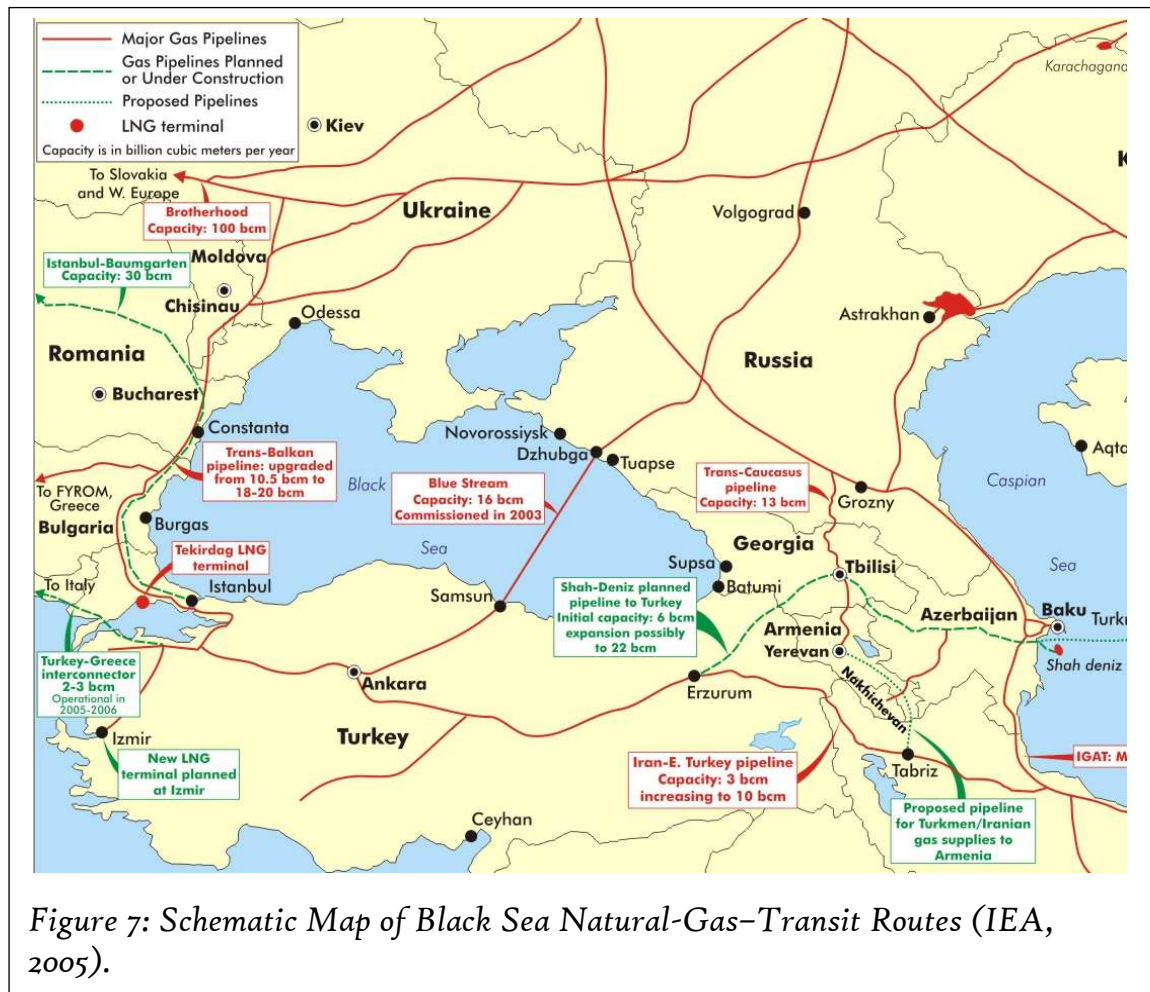 Major Gas Pipelines
Gas Pipelines Planned
or Under Construction
Proposed Pipelines
LNG terminal
Capacity is in billion cubic meters per year
Kiev
Karachagana
K
To Slovakia
and W. Europe
Brotherhood
Capacity: 100 bcm
Ukraine
Volgograd
Moldova
Istanbul-Baumgarten
Capacity: 30 bcm
Chisinau
Odessa
Astrakhan
Romania
Russia
Bucharest
Constanta
Novorossiysk
Dzhubga
Tuapse
Aqta
Trans-Balkan
pipeline: upgraded
from 10.5 bcm to
18-20 bcm
Black
Blue Stream
Capacity: 16 bcm
Commissioned in 2003
Trans-Caucasus
pipeline
Capacity: 13 bcm
Caspian
Grozny
To FYROM,
Greece
Bulgaria
Burgas
Sea
Georgia
Tekirdag LNG
terminal
Supsa
Tbilisi
Sea
To Italy
Istanbul
Samsun
Shah-Deniz planned
pipeline to Turkey
Initial capacity: 6 bcm
expansion possibly
to 22 bcm
Batumi
Azerbaijan
Baku
Turk
Armenia
Yerevan
Shah deniz
Turkey-Greece
interconnector
2-3 bcm
Operational in
2005-2006
Ankara
Erzurum
Nakhichevan
Izmir
Turkey
New LNG
terminal planned
at Izmir
Iran-E. Turkey pipeline
Capacity: 3 bcm
increasing to 10 bcm
Tabriz
IGAT: M
Proposed pipeline
for Turkmen/Iranian
gas supplies to
Armenia
Ceyhan
Figure 7: Schematic Map of Black Sea Natural-Gas–Transit Routes (IEA,
2005).